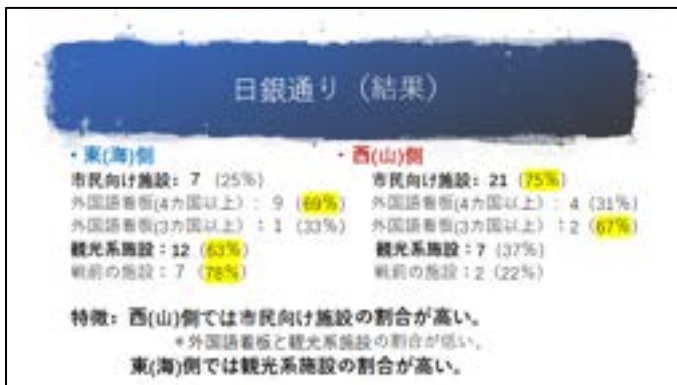 日銀通り（結果）
・東(海)側
市民向け施設: 7 (25%)
外国語看板(4カ国以上）: 9 (69%)
外国語看板(3カ国以上）: 1 (33%)
観光系施設：12 (63%)
戦前の施設：7 (78%)
・西(山)側
市民向け施設: 21 (75%)
外国語看板(4カ国以上）: 4 (31%)
外国語看板(3カ国以上）: 2 (67%)
観光系施設：7 (37%)
戦前の施設：2 (22%)
特徴: 西(山)側では市民向け施設の割合が高い。
＊外国語看板と観光系施設の割合が低い。
東(海)側では観光系施設の割合が高い。